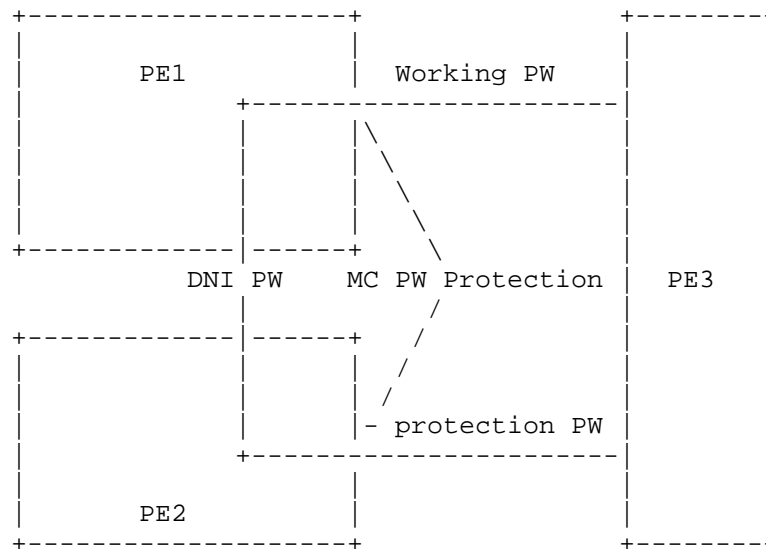 PE1 Working PW
DNI PW MC PW Protection PE3
- protection PW
PE2